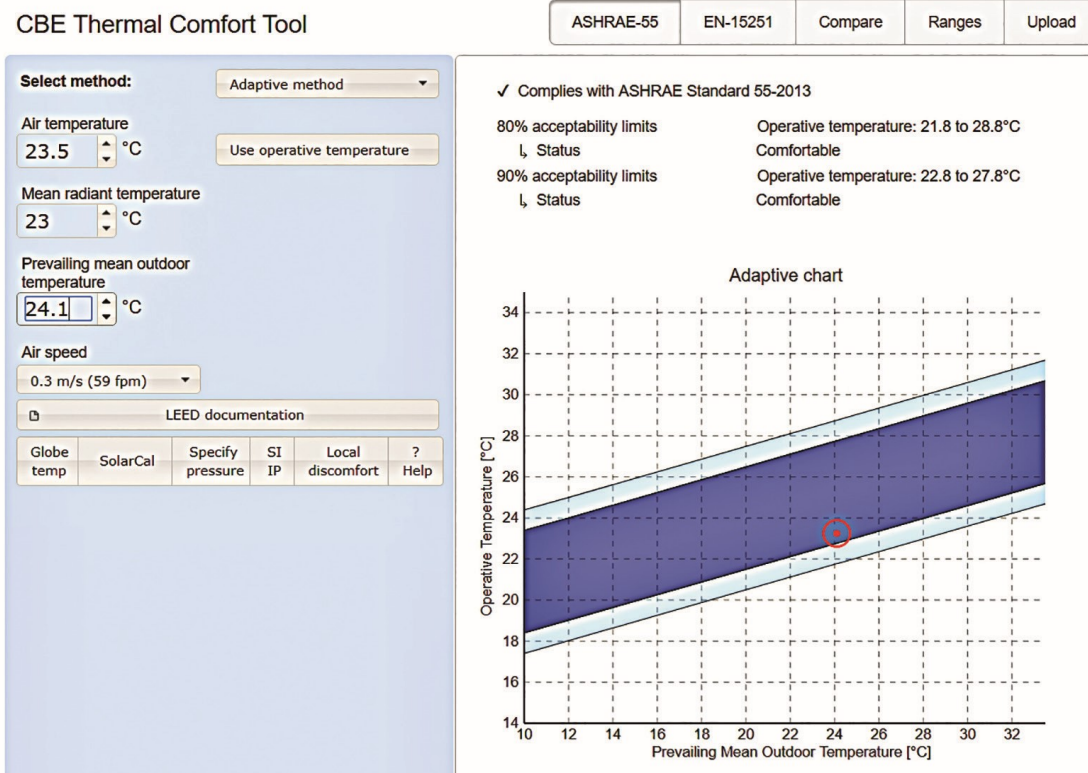 CBE Thermal Comfort Tool
ASHRAE-55
EN-15251
Compare
Ranges
Upload
Select method:
Adaptive method
Air temperature
23.5
°C
Use operative temperature
Mean radiant temperature
23
°C
Prevailing mean outdoor
temperature
24.1
°C
Air speed
0.3 m/s (59 fpm)
LEED documentation
Globe
temp
SolarCal
Specify
pressure
SI
IP
Local
discomfort
?
Help
✓ Complies with ASHRAE Standard 55-2013
80% acceptability limits Operative temperature: 21.8 to 28.8°C
↳ Status Comfortable
90% acceptability limits Operative temperature: 22.8 to 27.8°C
↳ Status Comfortable
Adaptive chart
34
32
30
28
26
24
22
20
18
16
14
Operative Temperature [°C]
10 12 14 16 18 20 22 24 26 28 30 32
Prevailing Mean Outdoor Temperature [°C]